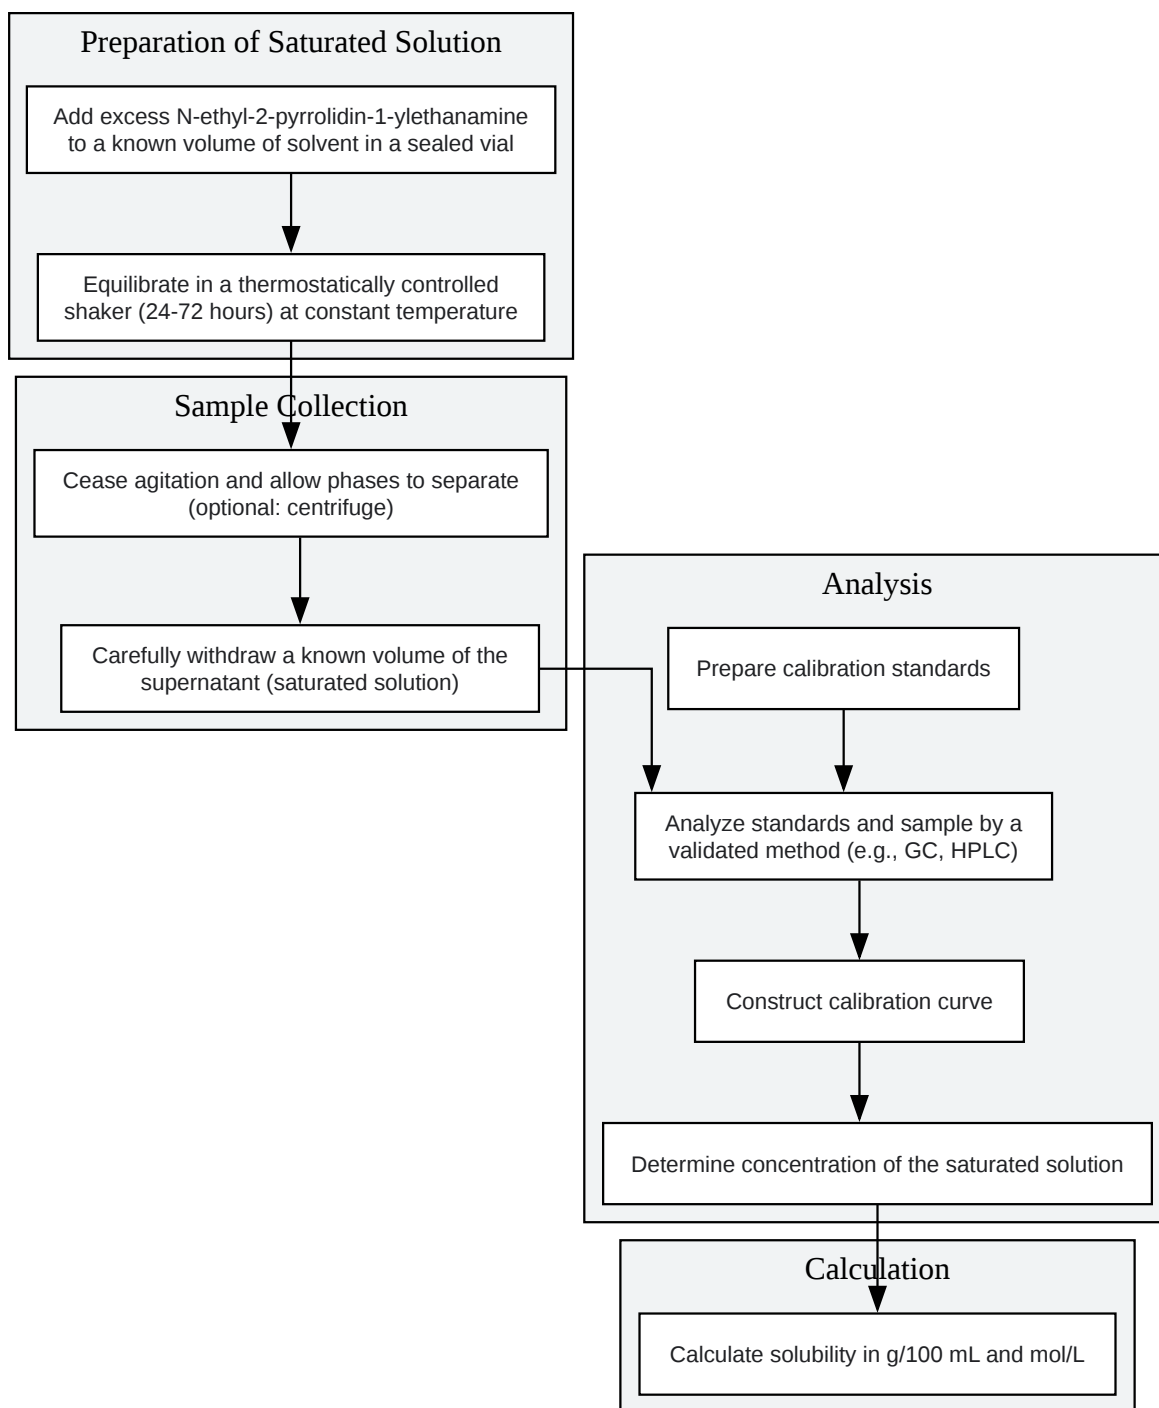 Preparation of Saturated Solution
Add excess N-ethyl-2-pyrrolidin-1-ylethanamine
to a known volume of solvent in a sealed vial
Equilibrate in a thermostatically controlled
shaker (24-72 hours) at constant temperature
Sample Collection
Cease agitation and allow phases to separate
(optional: centrifuge)
Carefully withdraw a known volume of the
supernatant (saturated solution)
Analysis
Prepare calibration standards
Analyze standards and sample by a
validated method (e.g., GC, HPLC)
Construct calibration curve
Determine concentration of the saturated solution
Calculation
Calculate solubility in g/100 mL and mol/L